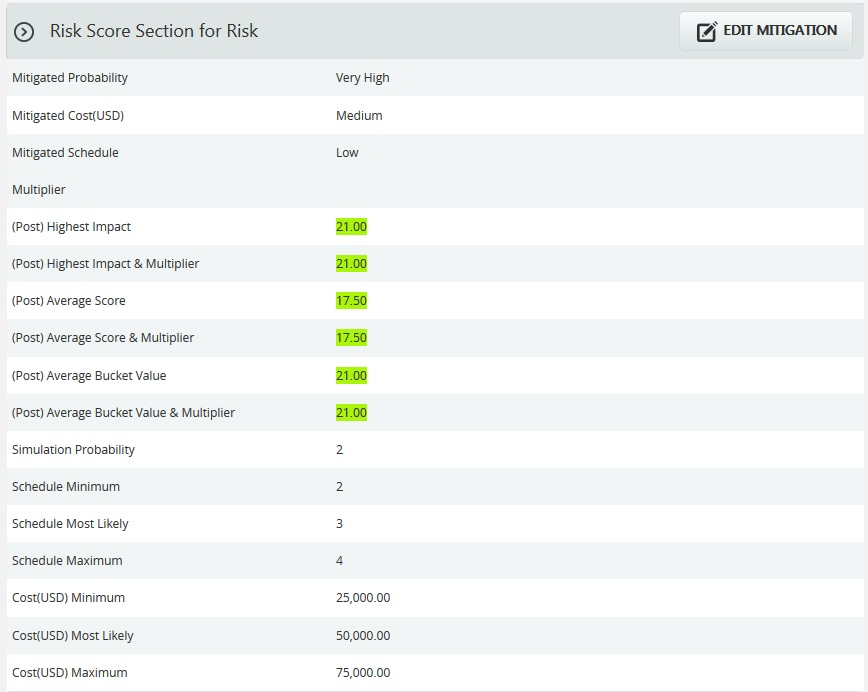 Risk Score Section for Risk
EDIT MITIGATION
Mitigated Probability Very High
Mitigated Cost(USD) Medium
Mitigated Schedule Low
Multiplier
(Post) Highest Impact 21.00
(Post) Highest Impact & Multiplier 21.00
(Post) Average Score 17.50
(Post) Average Score & Multiplier 17.50
(Post) Average Bucket Value 21.00
(Post) Average Bucket Value & Multiplier 21.00
Simulation Probability 2
Schedule Minimum 2
Schedule Most Likely 3
Schedule Maximum 4
Cost(USD) Minimum 25,000.00
Cost(USD) Most Likely 50,000.00
Cost(USD) Maximum 75,000.00